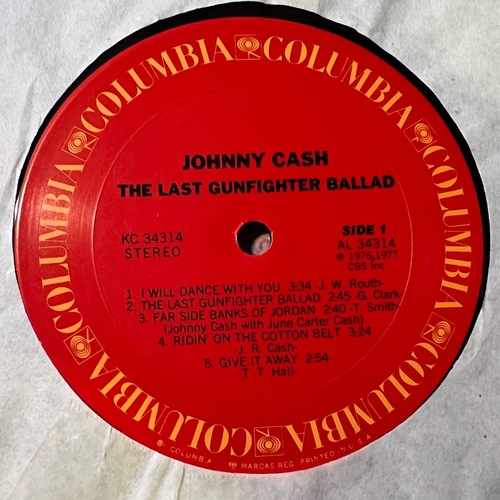 COLUMBIA COLUMBIA COLUMBIA COLUMBIA COLUMBIA COLUMBIA COLUMBIA
JOHNNY CASH
THE LAST GUNFIGHTER BALLAD
KC 34314
STEREO
SIDE 1
AL 34314
℗ 1976,1977
CBS Inc
1. I WILL DANCE WITH YOU 3:34 -J. W. Routh-
2. THE LAST GUNFIGHTER BALLAD 2:45 G. Clark
3. FAR SIDE BANKS OF JORDAN 2:40 -T. Smith-
(Johnny Cash with June Carter Cash)
4. RIDIN' ON THE COTTON BELT 3:24
J. R. Cash-
5. GIVE IT AWAY 2:54
T. T. Hall-
MARCAS REG. PRINTED IN U.S.A.